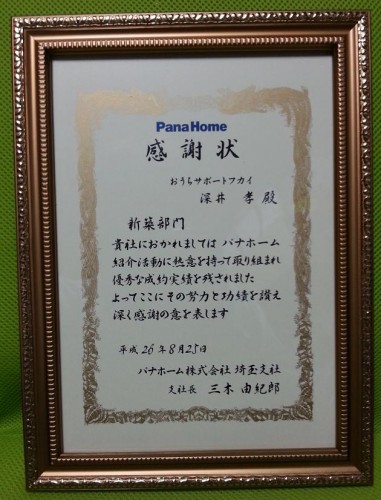 PanaHome
感謝状
おうちサポートフカイ
深井 孝 殿
新築部門
貴社におかれましては パナホーム
紹介活動に熱意を持って取り組まれ
優秀な成約実績を残されました
よってここにその努力と功績を讃え
深く感謝の意を表します
平成26年8月25日
パナホーム株式会社 埼玉支社
支社長 三木 由紀郎